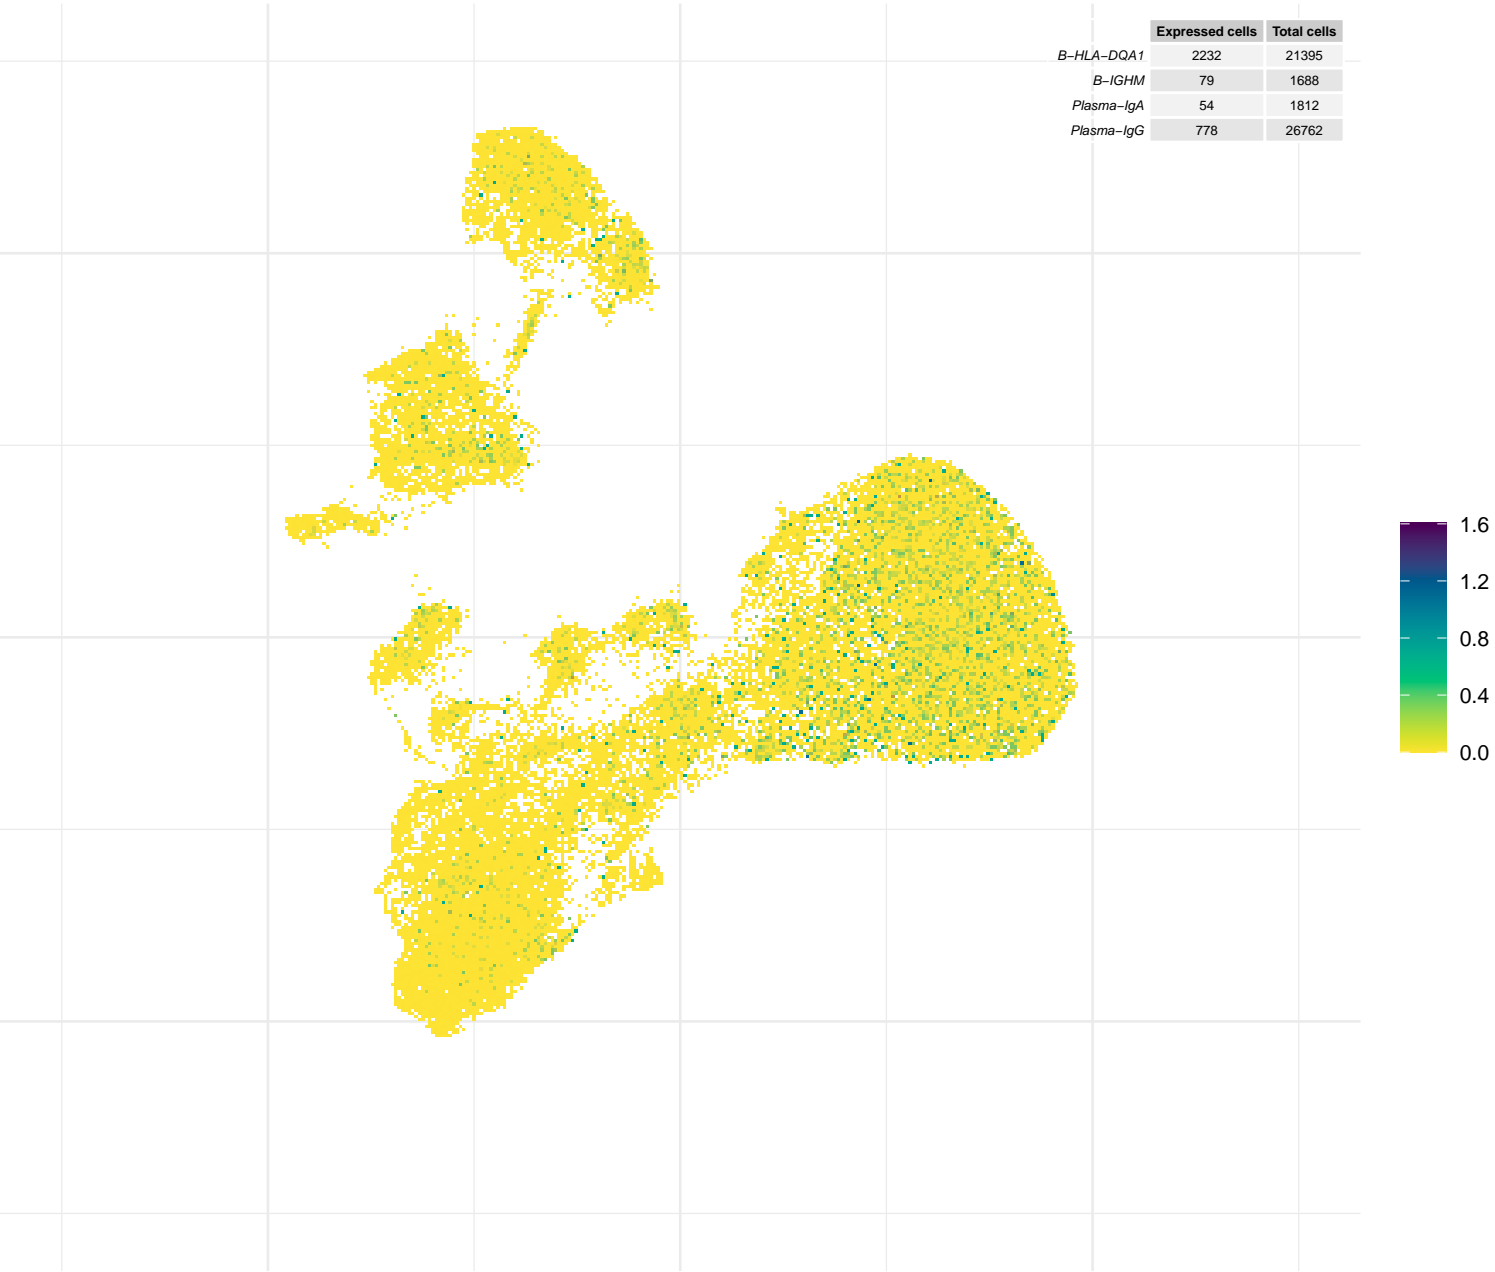 Expressed cells Total cells
B−HLA−DQA1 2232 21395
B−IGHM 79 1688
Plasma−IgA 54 1812
Plasma−IgG 778 26762
1.6
1.2
0.8
0.4
0.0